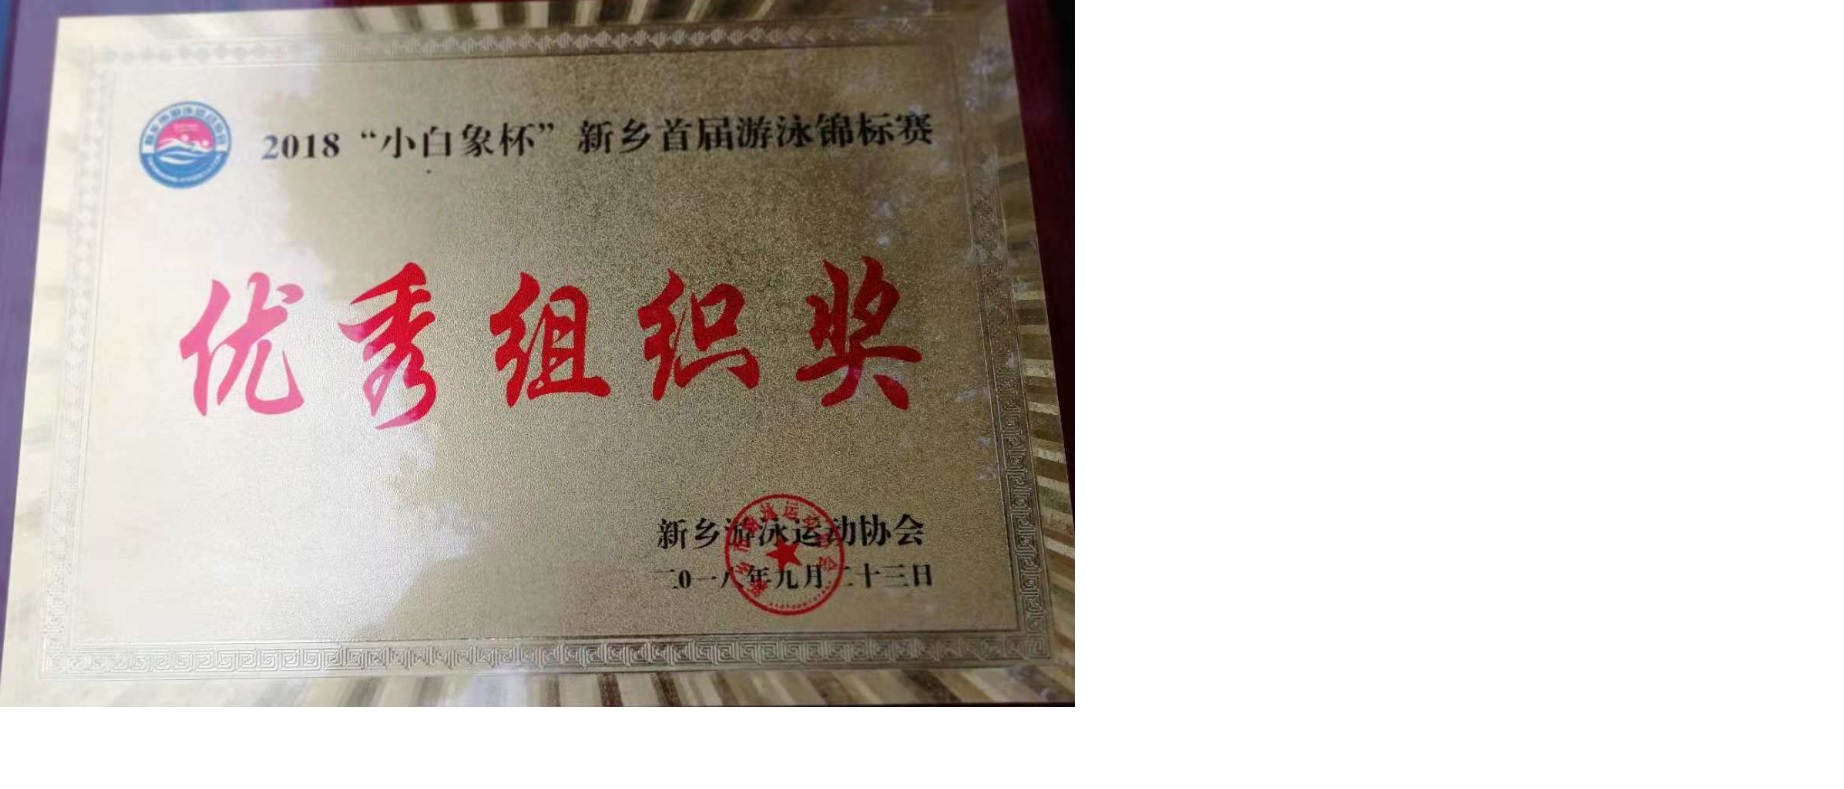 2018“小白象杯”新乡首届游泳锦标赛
优秀组织奖
新乡游泳运动协会
二0一八年九月二十三日